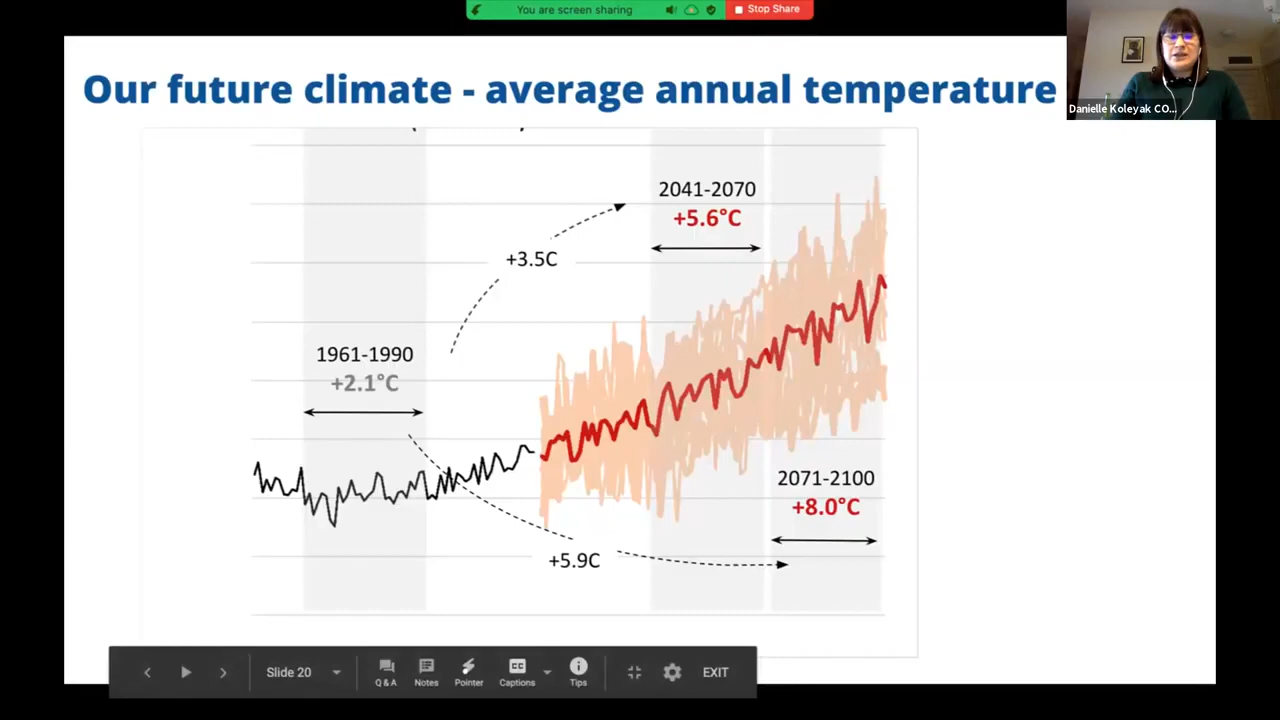 You are screen sharing
Stop Share
Our future climate - average annual temperature
Danielle Koleyak CO...
2041-2070
+5.6°C
+3.5C
1961-1990
+2.1°C
2071-2100
+8.0°C
+5.9C
Slide 20
Q & A
Notes
Pointer
CC
Captions
Tips
EXIT